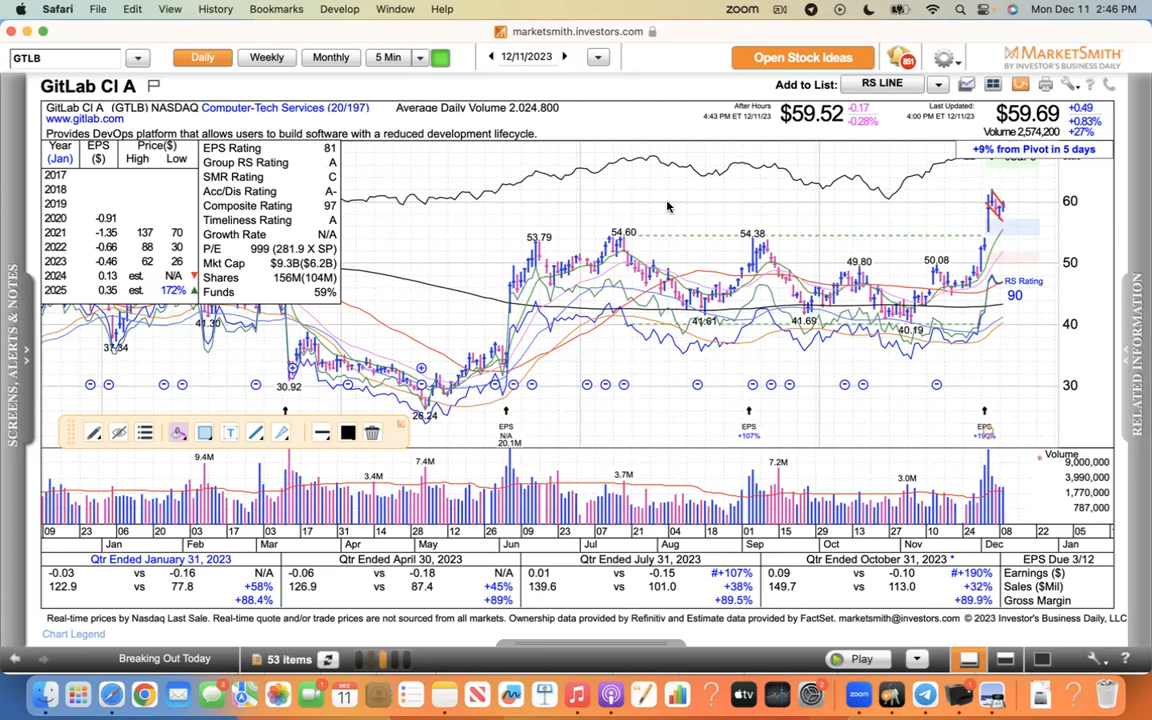 Safari File Edit View History Bookmarks Develop Window Help zoom Mon Dec 11 2:46 PM
marketsmith.investors.com
GTLB Daily Weekly Monthly 5 Min 12/11/2023 Open Stock Ideas 851 MARKETSMITH
BY INVESTOR'S BUSINESS DAILY
GitLab Cl A Add to List: RS LINE
GitLab Cl A (GTLB) NASDAQ Computer-Tech Services (20/197) Average Daily Volume 2,024,800
www.gitlab.com
Provides DevOps platform that allows users to build software with a reduced development lifecycle.
After Hours
4:43 PM ET 12/11/23 $59.52 -0.17
-0.28%
Last Updated:
4:00 PM ET 12/11/23 $59.69 +0.49
+0.83%
Volume 2,574,200 +27%
+9% from Pivot in 5 days
Year EPS Price($)
(Jan) ($) High Low
2017
2018
2019
2020 -0.91
2021 -1.35 137 70
2022 -0.66 88 30
2023 -0.46 62 26
2024 0.13 est. N/A
2025 0.35 est. 172%
EPS Rating 81
Group RS Rating A
SMR Rating C
Acc/Dis Rating A-
Composite Rating 97
Timeliness Rating A
Growth Rate N/A
P/E 999 (281.9 X SP)
Mkt Cap $9.3B($6.2B)
Shares 156M(104M)
Funds 59%
60
50
40
30
53.79 54.60 54.38 49.80 50.08
RS Rating
90
41.30 41.61 41.69 40.19
30.92
26.24
EPS
N/A
20.1M
EPS
+107%
EPS
+190%
Volume
9,000,000
3,990,000
1,770,000
787,000
9.4M 3.4M 7.4M 3.7M 7.2M 3.0M
09 23 06 20 03 17 03 17 31 14 28 12 26 09 23 07 21 04 18 01 15 29 13 27 10 24 08 22 05
Jan Feb Mar Apr May Jun Jul Aug Sep Oct Nov Dec Jan
Qtr Ended January 31, 2023 Qtr Ended April 30, 2023 Qtr Ended July 31, 2023 Qtr Ended October 31, 2023 * EPS Due 3/12
-0.03 vs -0.16 N/A -0.06 vs -0.18 N/A 0.01 vs -0.15 #+107% 0.09 vs -0.10 #+190% Earnings ($)
122.9 vs 77.8 +58% 126.9 vs 87.4 +45% 139.6 vs 101.0 +38% 149.7 vs 113.0 +32% Sales ($Mil)
+88.4% +89% +89.5% +89.9% Gross Margin
Real-time prices by Nasdaq Last Sale. Real-time quote and/or trade prices are not sourced from all markets. Ownership data provided by Refinitiv and Estimate data provided by FactSet. marketsmith@investors.com © 2023 Investor's Business Daily, LLC
Chart Legend
SCREENS, ALERTS & NOTES
RELATED INFORMATION
Breaking Out Today 53 items Play
DEC
11
zoom